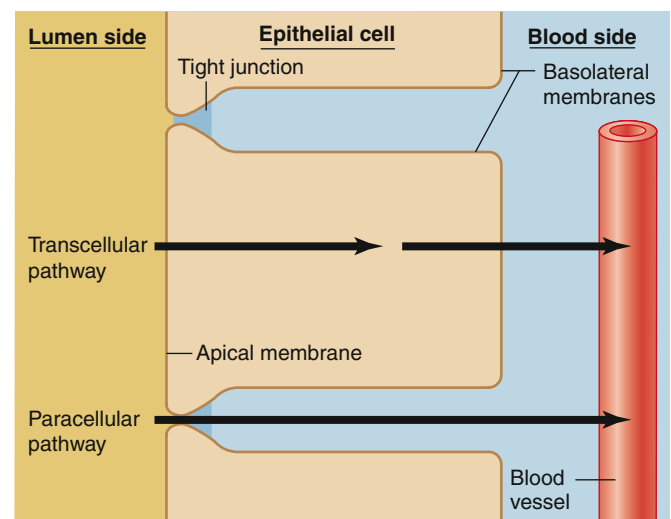 Lumen side
Epithelial cell
Blood side
Tight junction
Basolateral
membranes
Transcellular
pathway
Apical membrane
Paracellular
pathway
Blood
vessel